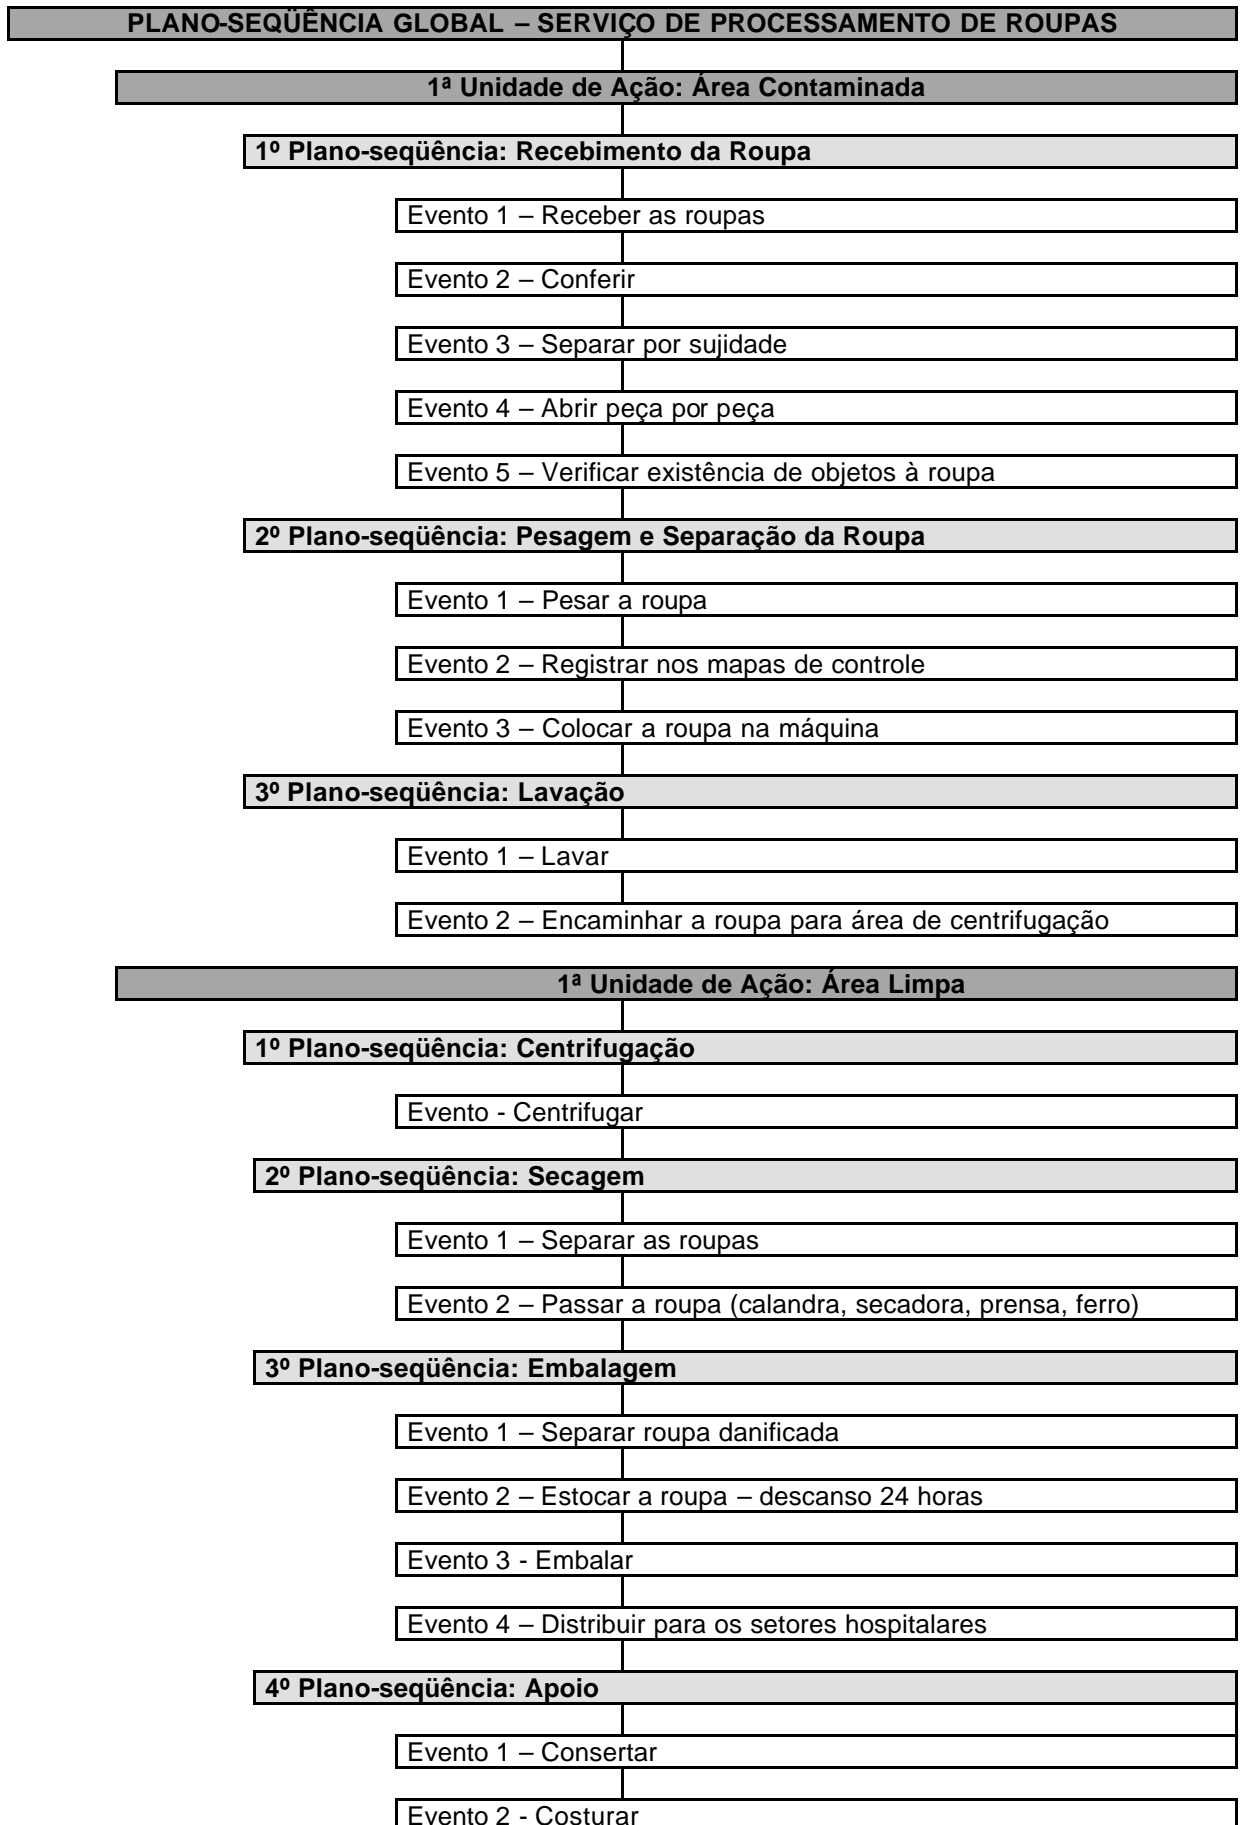 PLANO-SEQÜÊNCIA GLOBAL – SERVIÇO DE PROCESSAMENTO DE ROUPAS
1ª Unidade de Ação: Área Contaminada
1º Plano-seqüência: Recebimento da Roupa
Evento 1 – Receber as roupas
Evento 2 – Conferir
Evento 3 – Separar por sujidade
Evento 4 – Abrir peça por peça
Evento 5 – Verificar existência de objetos à roupa
2º Plano-seqüência: Pesagem e Separação da Roupa
Evento 1 – Pesar a roupa
Evento 2 – Registrar nos mapas de controle
Evento 3 – Colocar a roupa na máquina
3º Plano-seqüência: Lavação
Evento 1 – Lavar
Evento 2 – Encaminhar a roupa para área de centrifugação
1ª Unidade de Ação: Área Limpa
1º Plano-seqüência: Centrifugação
Evento - Centrifugar
2º Plano-seqüência: Secagem
Evento 1 – Separar as roupas
Evento 2 – Passar a roupa (calandra, secadora, prensa, ferro)
3º Plano-seqüência: Embalagem
Evento 1 – Separar roupa danificada
Evento 2 – Estocar a roupa – descanso 24 horas
Evento 3 - Embalar
Evento 4 – Distribuir para os setores hospitalares
4º Plano-seqüência: Apoio
Evento 1 – Consertar
Evento 2 - Costurar